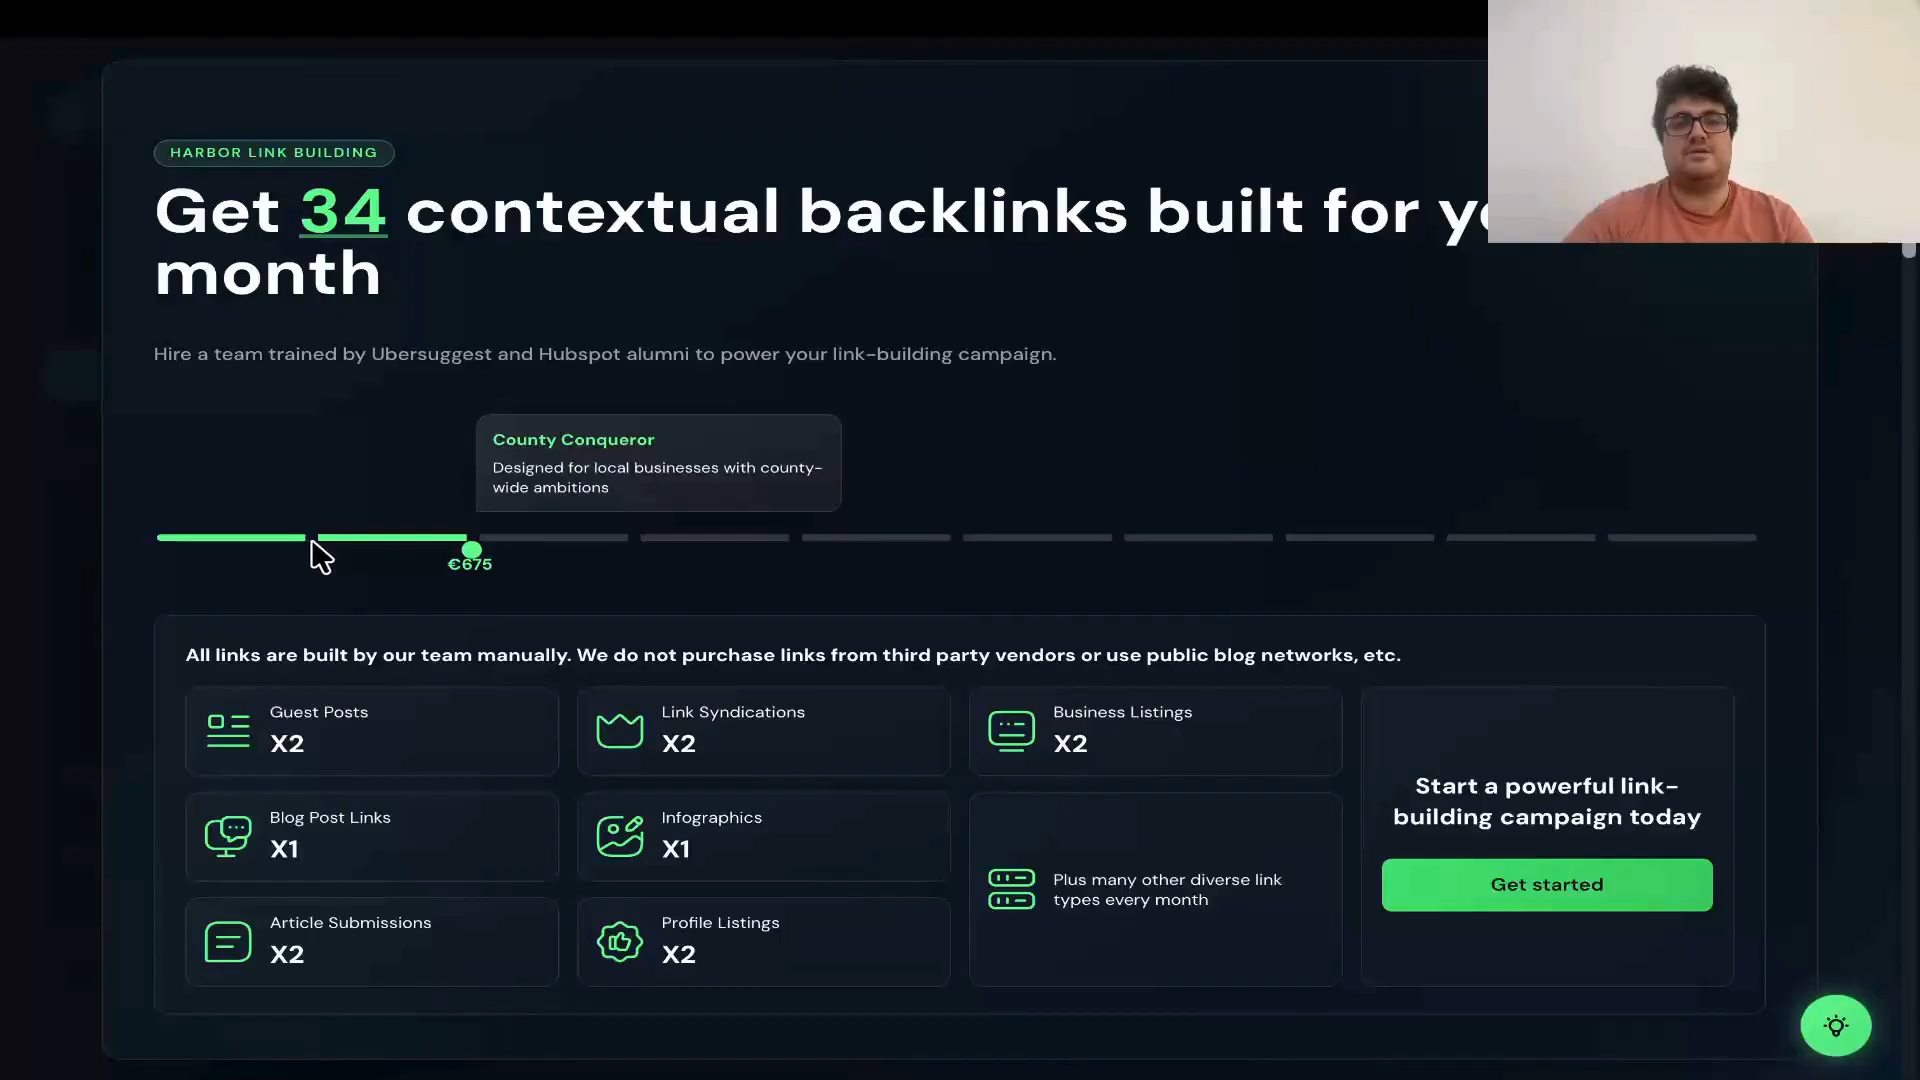 HARBOR LINK BUILDING
Get 34 contextual backlinks built for
month
Hire a team trained by Ubersuggest and Hubspot alumni to power your link-building campaign.
County Conqueror
Designed for local businesses with county-
wide ambitions
€675
All links are built by our team manually. We do not purchase links from third party vendors or use public blog networks, etc.
Guest Posts
X2
Link Syndications
X2
Business Listings
X2
Blog Post Links
X1
Infographics
X1
Plus many other diverse link
types every month
Article Submissions
X2
Profile Listings
X2
Start a powerful link-
building campaign today
Get started